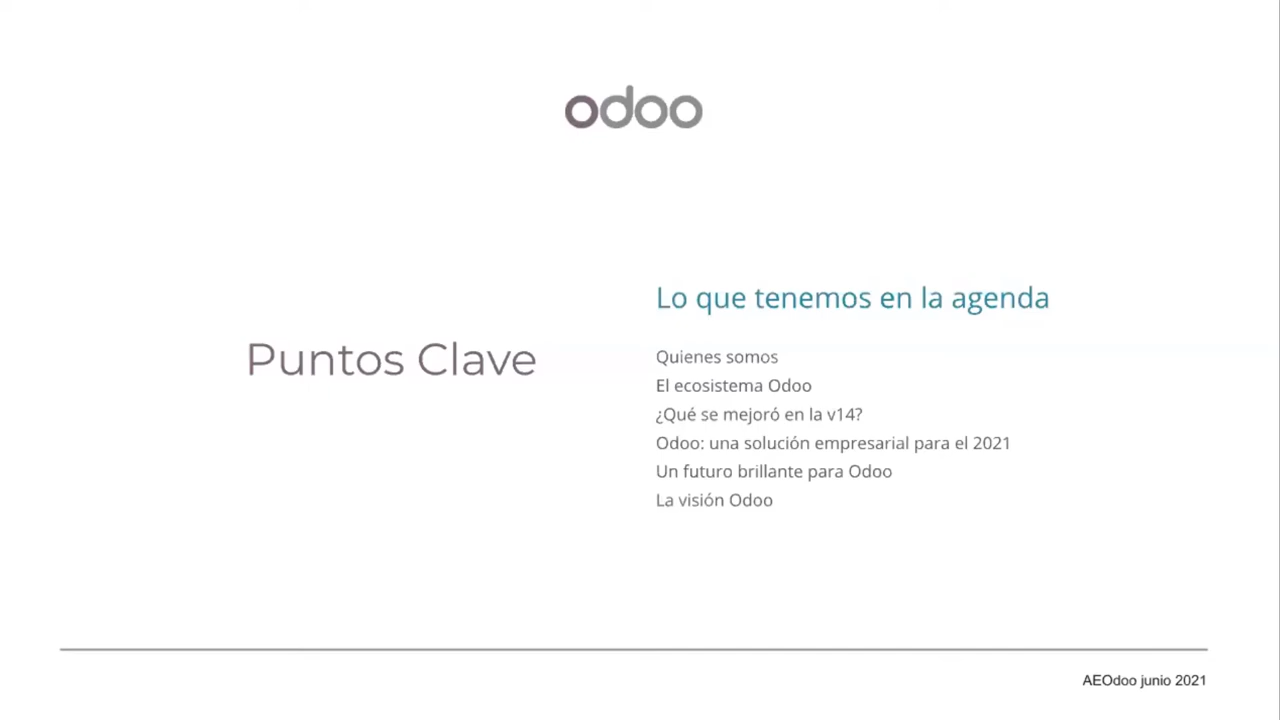 odoo
Puntos Clave
Lo que tenemos en la agenda
Quienes somos
El ecosistema Odoo
¿Qué se mejoró en la v14?
Odoo: una solución empresarial para el 2021
Un futuro brillante para Odoo
La visión Odoo
AEOdoo junio 2021